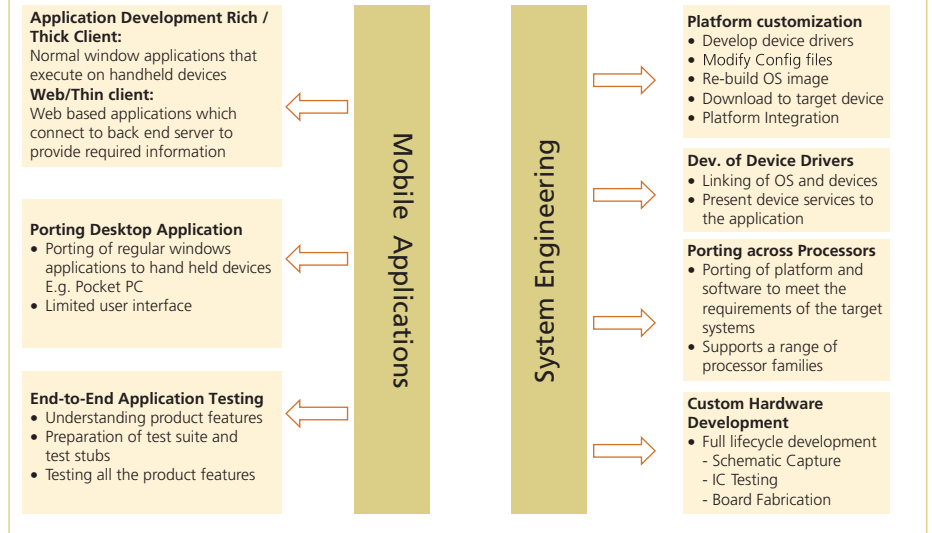 Application Development Rich /
Thick Client:
Normal window applications that
execute on handheld devices
Web/Thin client:
Web based applications which
connect to back end server to
provide required information
Porting Desktop Application
• Porting of regular windows
applications to hand held devices
E.g. Pocket PC
• Limited user interface
End-to-End Application Testing
• Understanding product features
• Preparation of test suite and
test stubs
• Testing all the product features
Mobile Applications
System Engineering
Platform customization
• Develop device drivers
• Modify Config files
• Re-build OS image
• Download to target device
• Platform Integration
Dev. of Device Drivers
• Linking of OS and devices
• Present device services to
the application
Porting across Processors
• Porting of platform and
software to meet the
requirements of the target
systems
• Supports a range of
processor families
Custom Hardware
Development
• Full lifecycle development
- Schematic Capture
- IC Testing
- Board Fabrication